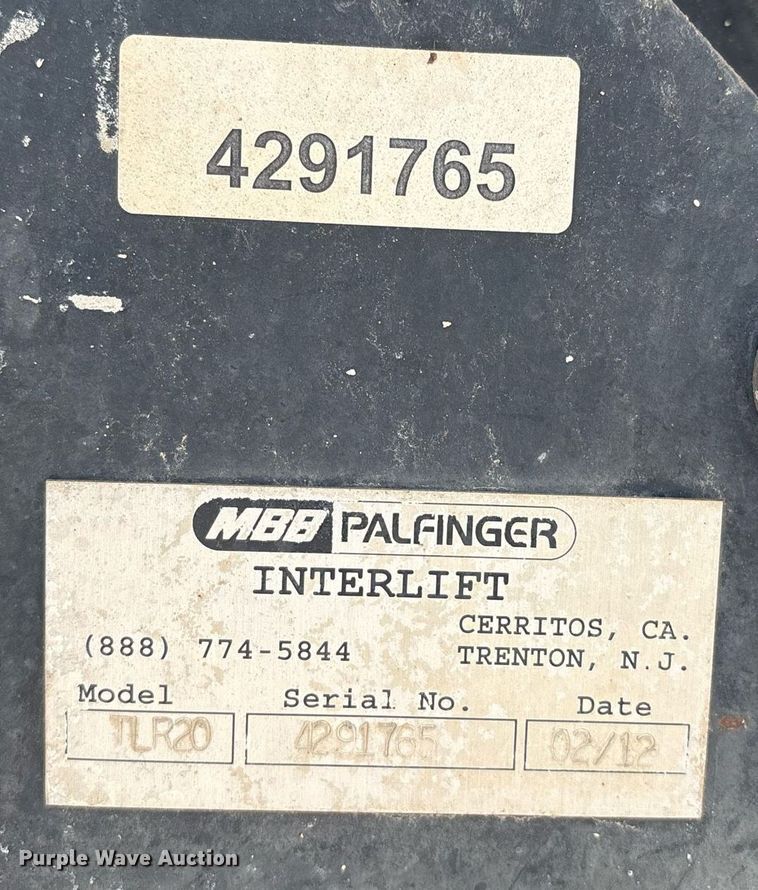 4291765
MBB PALFINGER
INTERLIFT
(888) 774-5844
CERRITOS, CA.
TRENTON, N.J.
Model Serial No. Date
TLR20 4291765 02/12
Purple Wave Auction